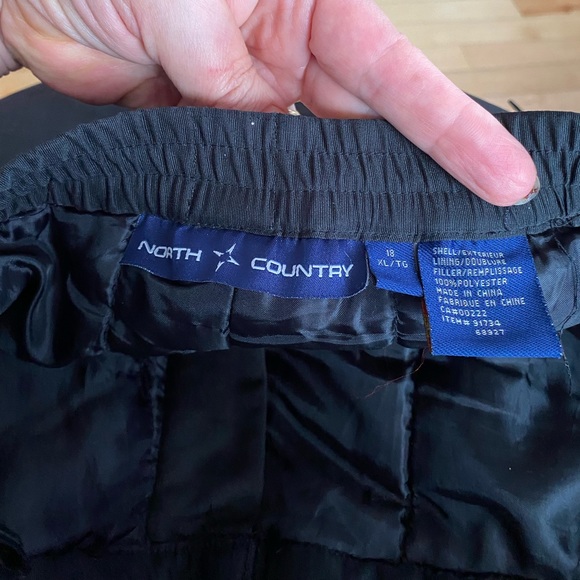 NORTH COUNTRY
18
XL/TG
SHELL/EXTERIEUR
LINING/DOUBLURE
FILLER/REMPLISSAGE
100%POLYESTER
MADE IN CHINA
FABRIQUE EN CHINE
CA#00222
ITEM# 91734
68927